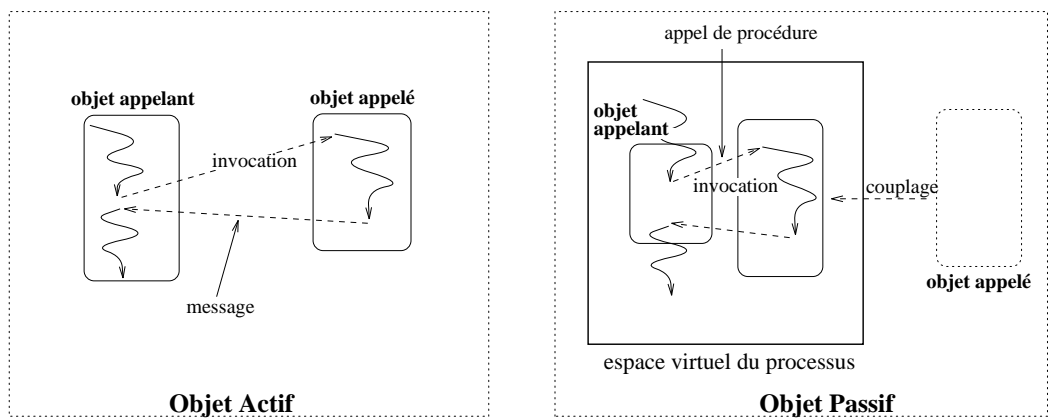 objet appelant
objet appelé
invocation
message
Objet Actif
appel de procédure
objet
appelant
invocation
couplage
objet appelé
espace virtuel du processus
Objet Passif